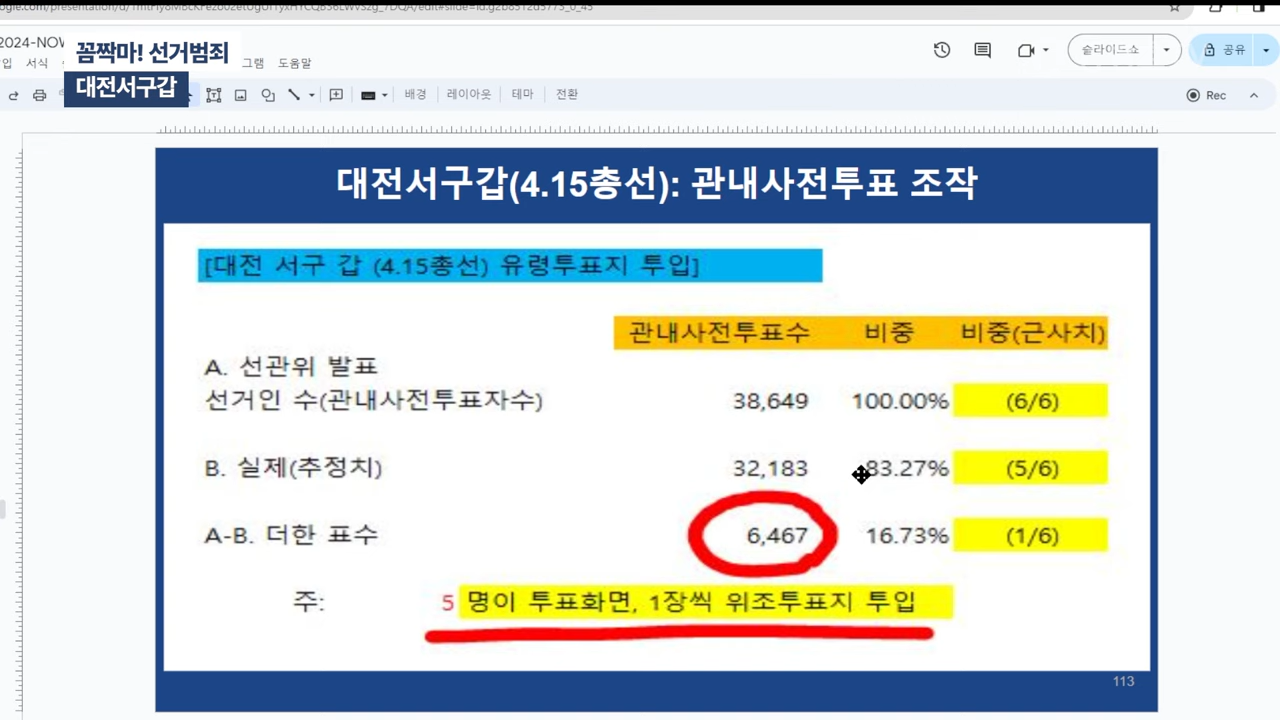 2024-NOW
꼼짝마! 선거범죄
대전서구갑
서식
그램 도움말
슬라이드쇼
공유
배경 레이아웃 테마 전환
Rec
대전서구갑(4.15총선): 관내사전투표 조작
[대전 서구 갑 (4.15총선) 유령투표지 투입]
관내사전투표수 비중 비중(근사치)
A. 선관위 발표
선거인 수(관내사전투표자수) 38,649 100.00% (6/6)
B. 실제(추정치) 32,183 83.27% (5/6)
A-B. 더한 표수 6,467 16.73% (1/6)
주: 5 명이 투표화면, 1장씩 위조투표지 투입
113